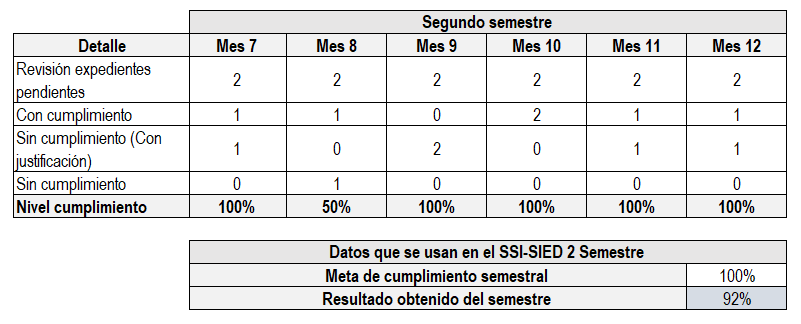 Segundo semestre
Detalle Mes 7 Mes 8 Mes 9 Mes 10 Mes 11 Mes 12
Revisión expedientes
pendientes 2 2 2 2 2 2
Con cumplimiento 1 1 0 2 1 1
Sin cumplimiento (Con
justificación) 1 0 2 0 1 1
Sin cumplimiento 0 1 0 0 0 0
Nivel cumplimiento 100% 50% 100% 100% 100% 100%
Datos que se usan en el SSI-SIED 2 Semestre
Meta de cumplimiento semestral 100%
Resultado obtenido del semestre 92%